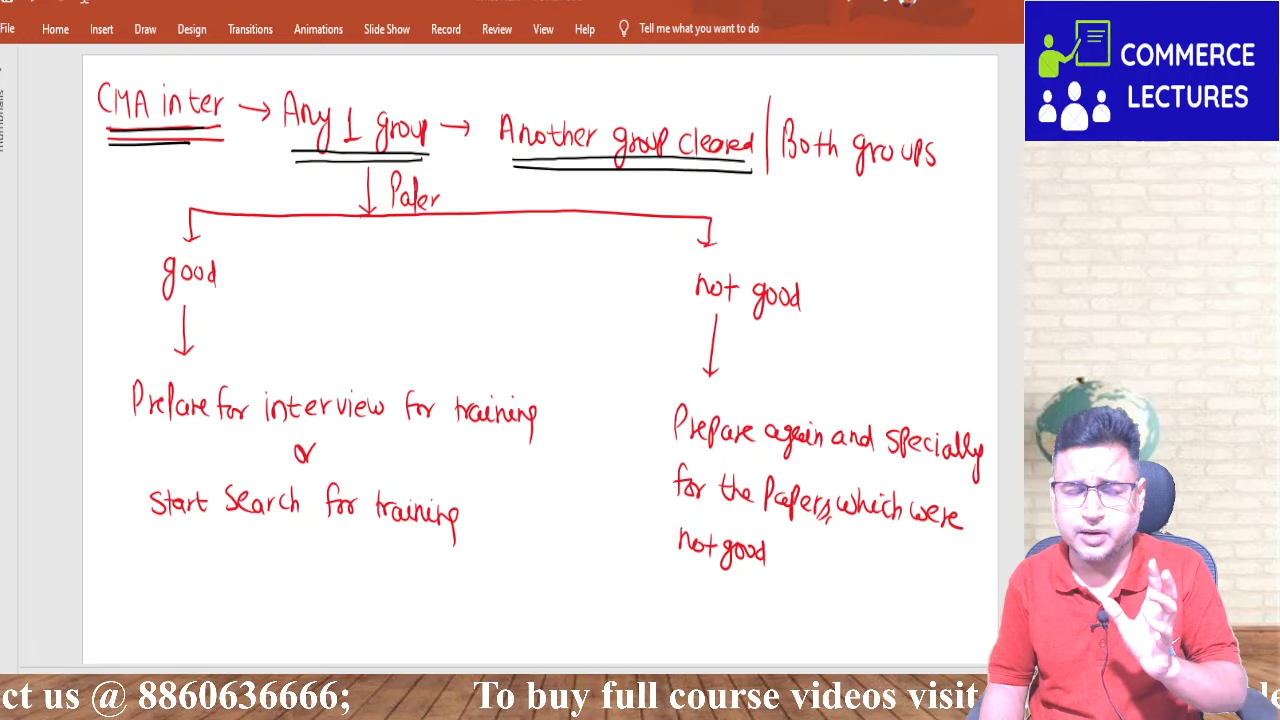 File Home Insert Draw Design Transitions Animations Slide Show Record Review View Help Tell me what you want to do
COMMERCE
LECTURES
CMA inter → Any 1 group → Another group cleared | Both groups
Paper
good
not good
Prepare for interview for training
or
Start search for training
Prepare again and specially
for the Papers, which were
not good
ct us @ 8860636666; To buy full course videos visit